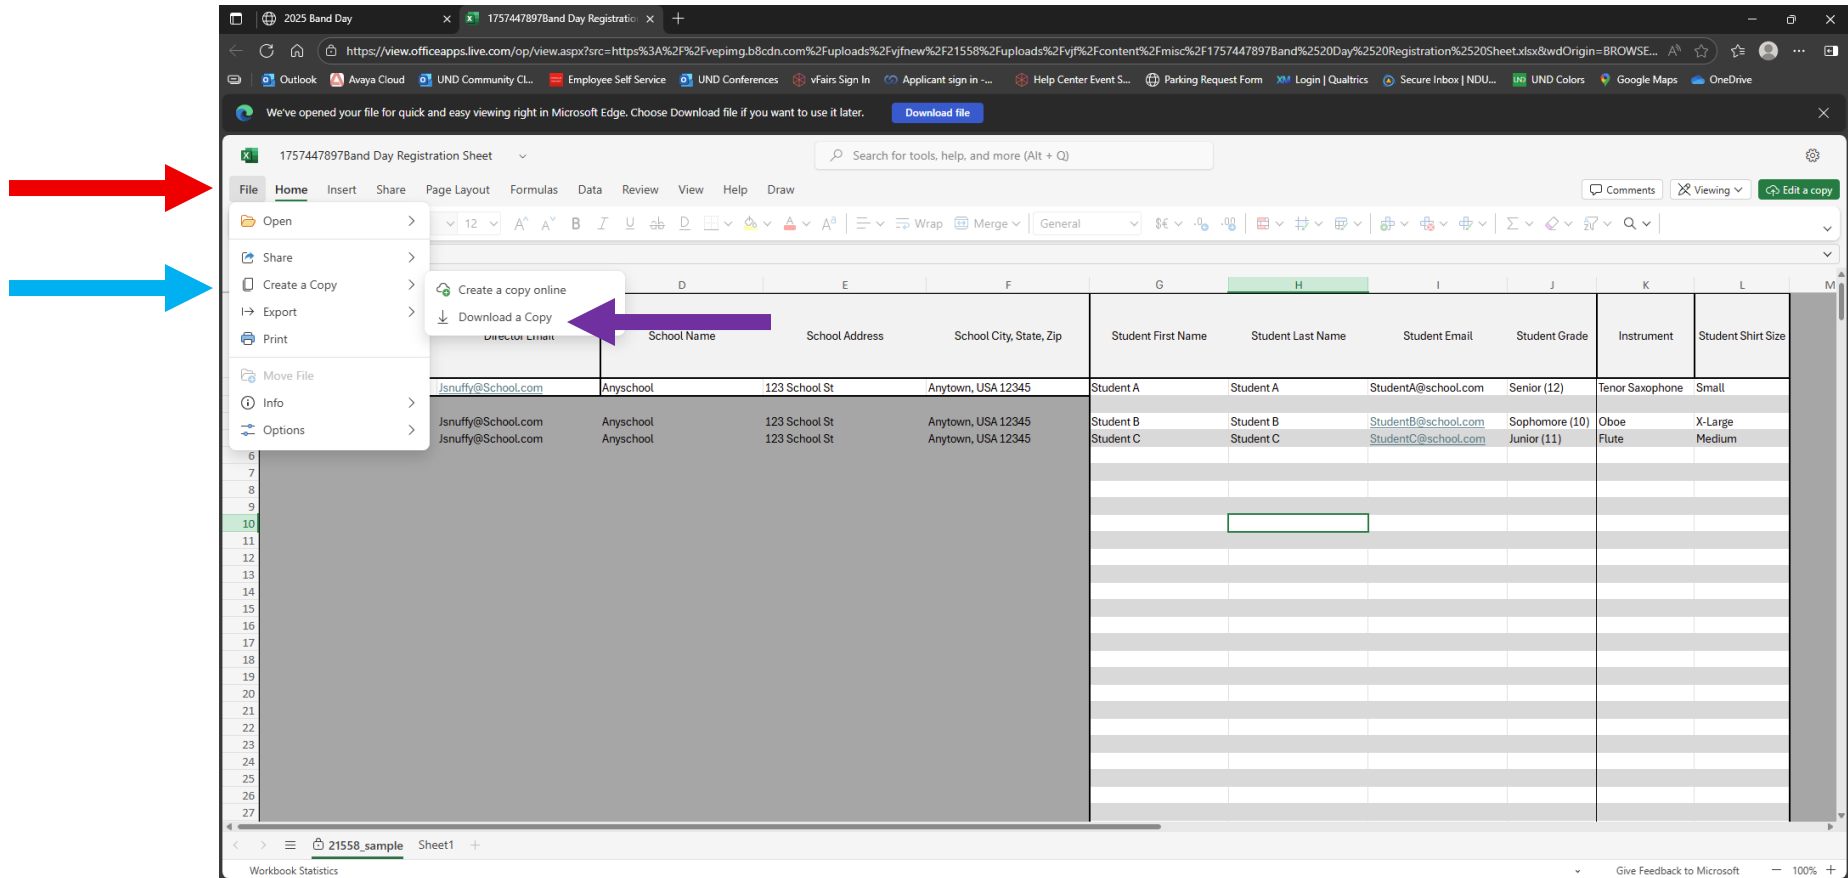 2025 Band Day
1757447897Band Day Registratio
https://view.officeapps.live.com/op/view.aspx?src=https%3A%2F%2Fvepimg.b8cdn.com%2Fuploads%2Fvjfnew%2F21558%2Fuploads%2Fvjf%2Fcontent%2Fmisc%2F1757447897Band%2520Day%2520Registration%2520Sheet.xlsx&wdOrigin=BROWSE...
Outlook Avaya Cloud UND Community Cl... Employee Self Service UND Conferences vFairs Sign In Applicant sign in -... Help Center Event S... Parking Request Form Login | Qualtrics Secure Inbox | NDU... UND Colors Google Maps OneDrive
We've opened your file for quick and easy viewing right in Microsoft Edge. Choose Download file if you want to use it later. Download file
1757447897Band Day Registration Sheet Search for tools, help, and more (Alt + Q)
File Home Insert Share Page Layout Formulas Data Review View Help Draw Comments Viewing Edit a copy
Open
12 Wrap Merge General
Share
Create a Copy
Export
Print
Move File
Info
Options
Create a copy online
Download a Copy
D E F G H I J K L M
Director Email School Name School Address School City, State, Zip Student First Name Student Last Name Student Email Student Grade Instrument Student Shirt Size
Jsnuffy@School.com Anyschool 123 School St Anytown, USA 12345 Student A Student A StudentA@school.com Senior (12) Tenor Saxophone Small
Jsnuffy@School.com Anyschool 123 School St Anytown, USA 12345 Student B Student B StudentB@school.com Sophomore (10) Oboe X-Large
Jsnuffy@School.com Anyschool 123 School St Anytown, USA 12345 Student C Student C StudentC@school.com Junior (11) Flute Medium
6
7
8
9
10
11
12
13
14
15
16
17
18
19
20
21
22
23
24
25
26
27
21558_sample Sheet1
Workbook Statistics Give Feedback to Microsoft 100%